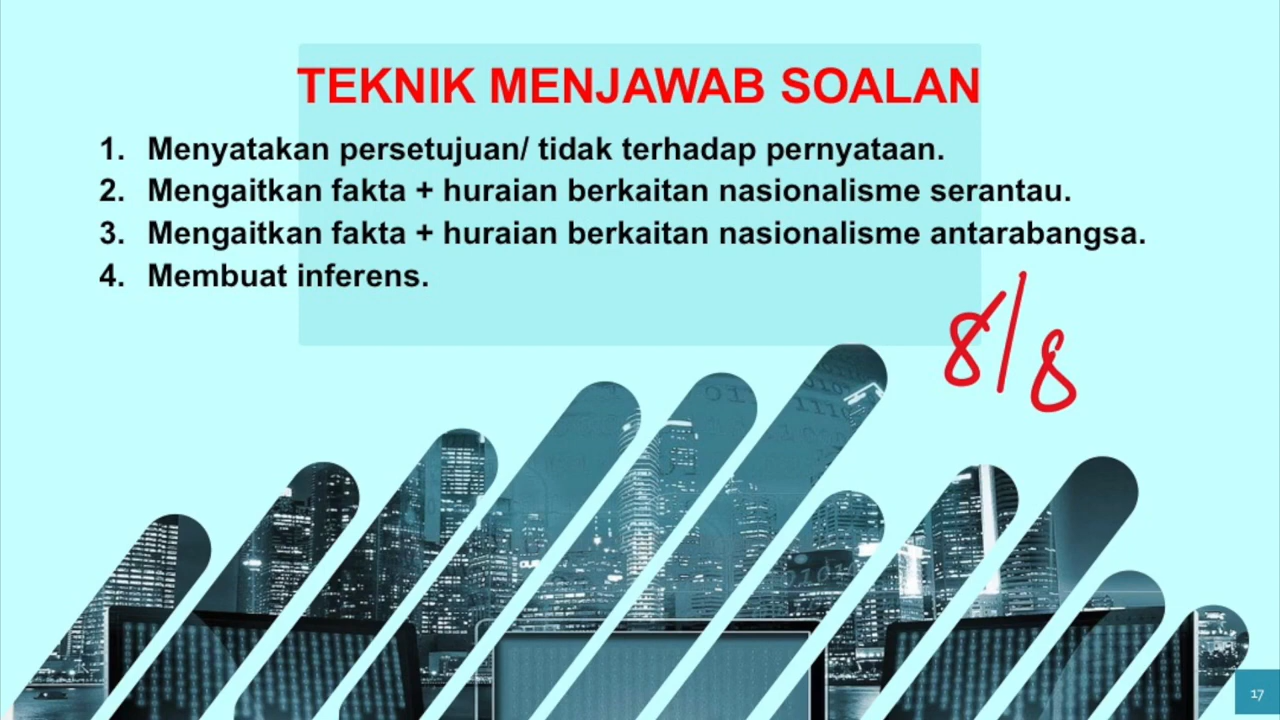 TEKNIK MENJAWAB SOALAN
1. Menyatakan persetujuan/ tidak terhadap pernyataan.
2. Mengaitkan fakta + huraian berkaitan nasionalisme serantau.
3. Mengaitkan fakta + huraian berkaitan nasionalisme antarabangsa.
4. Membuat inferens.
8/8
17